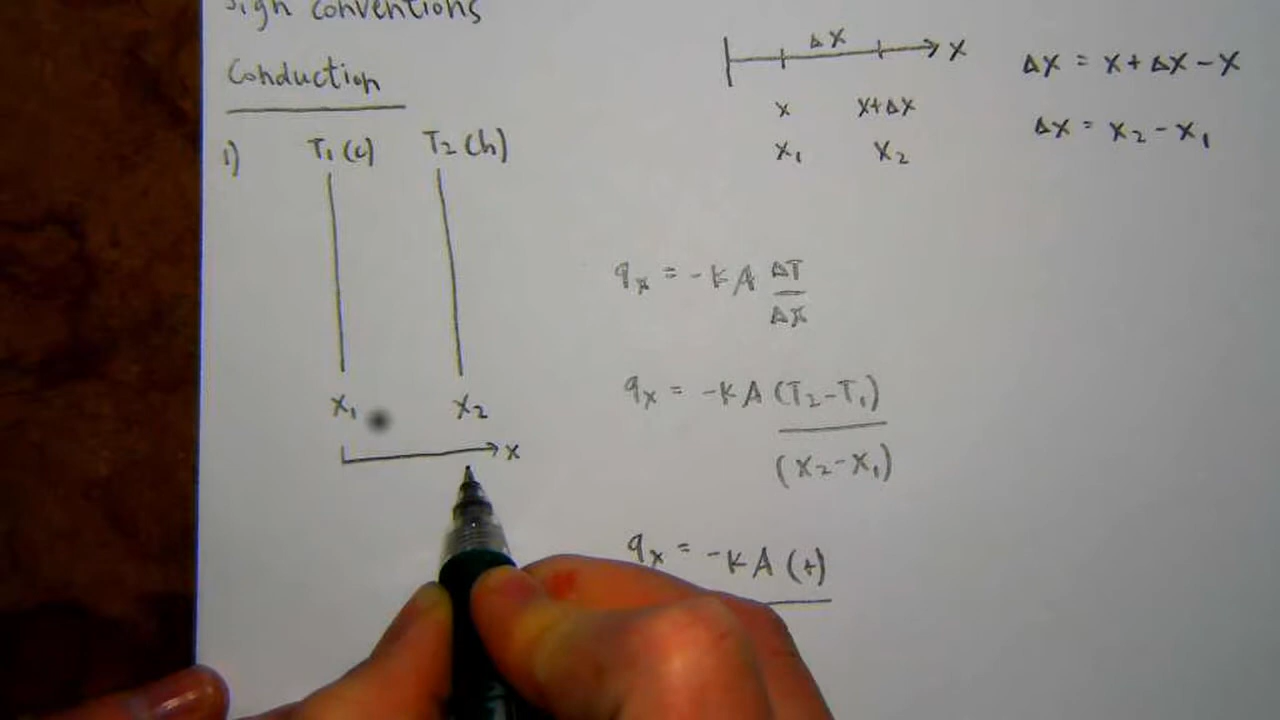 Sign conventions
Conduction
1) T₁ (c) T₂ (h)
x₁ x₂
x
Δx x
x x+Δx
x₁ x₂
Δx = x+Δx-x
Δx = x₂-x₁
qₓ = -kA ΔT/Δx
qₓ = -kA (T₂-T₁)/(x₂-x₁)
qₓ = -kA (+)